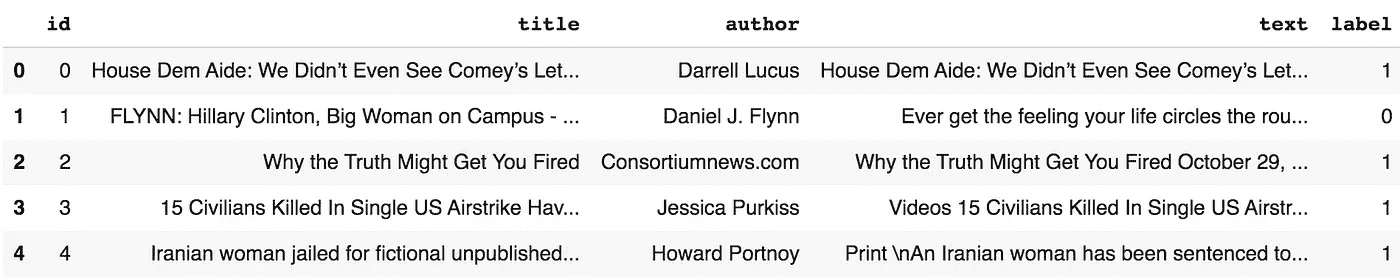 id title author text label
0 0 House Dem Aide: We Didn’t Even See Comey’s Let... Darrell Lucus House Dem Aide: We Didn’t Even See Comey’s Let... 1
1 1 FLYNN: Hillary Clinton, Big Woman on Campus - ... Daniel J. Flynn Ever get the feeling your life circles the rou... 0
2 2 Why the Truth Might Get You Fired Consortiumnews.com Why the Truth Might Get You Fired October 29, ... 1
3 3 15 Civilians Killed In Single US Airstrike Hav... Jessica Purkiss Videos 15 Civilians Killed In Single US Airstr... 1
4 4 Iranian woman jailed for fictional unpublished... Howard Portnoy Print \nAn Iranian woman has been sentenced to... 1